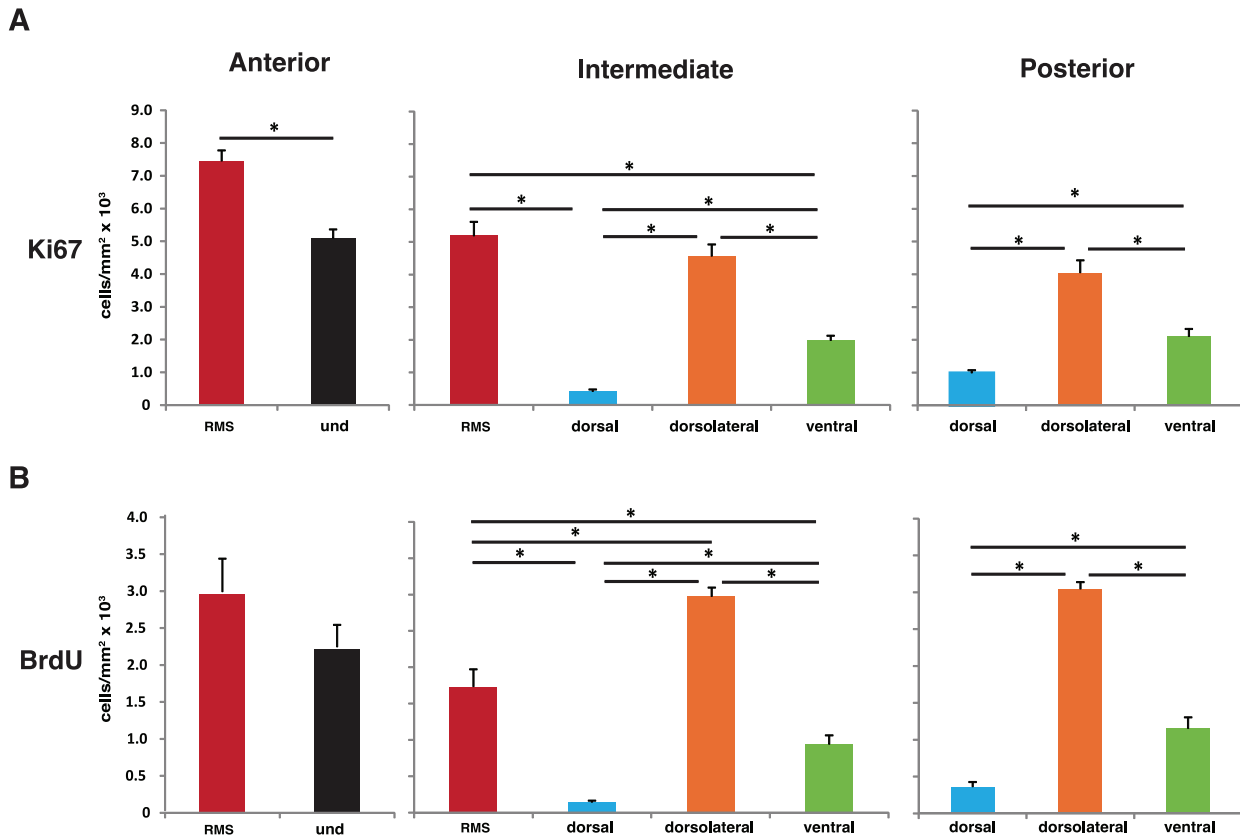 A
Anterior
Intermediate
Posterior
Ki67
cells/mm² x 10³
9.0
8.0
7.0
6.0
5.0
4.0
3.0
2.0
1.0
0
*
*
*
*
*
*
*
*
*
RMS
und
RMS
dorsal
dorsolateral
ventral
dorsal
dorsolateral
ventral
B
BrdU
cells/mm² x 10³
4.0
3.5
3.0
2.5
2.0
1.5
1.0
0.5
0
*
*
*
*
*
*
*
*
*
RMS
und
RMS
dorsal
dorsolateral
ventral
dorsal
dorsolateral
ventral